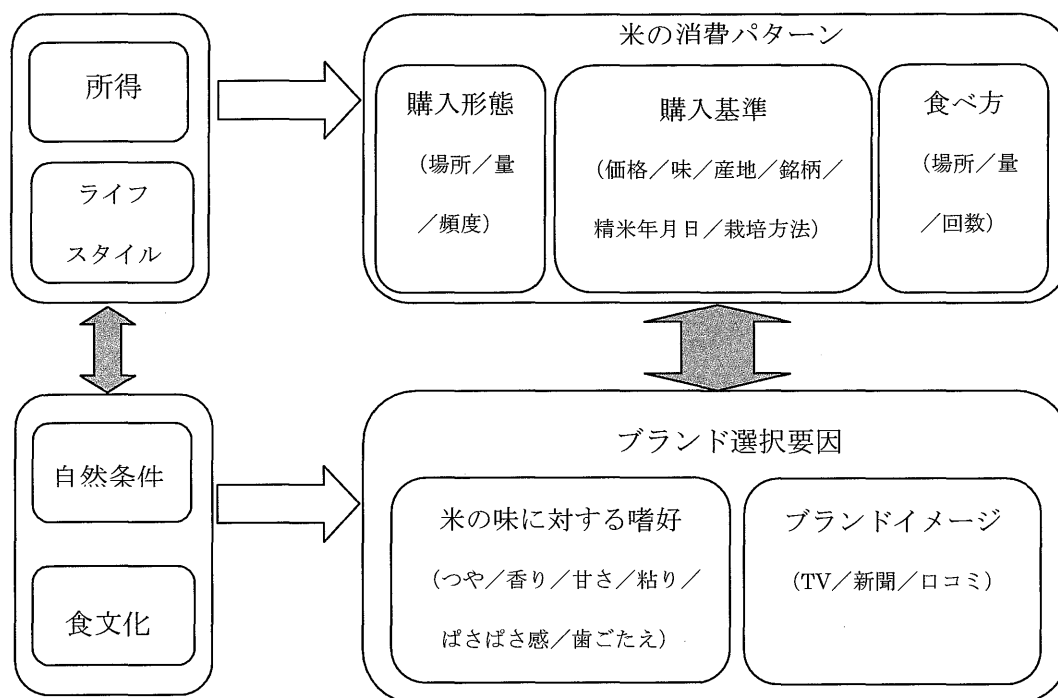 所得
ライフ
スタイル
米の消費パターン
購入形態
(場所／量
／頻度)
購入基準
(価格／味／産地／銘柄／
精米年月日／栽培方法)
食べ方
(場所／量
／回数)
自然条件
食文化
ブランド選択要因
米の味に対する嗜好
(つや／香り／甘さ／粘り／
ぱさぱさ感／歯ごたえ)
ブランドイメージ
(TV／新聞／口コミ)